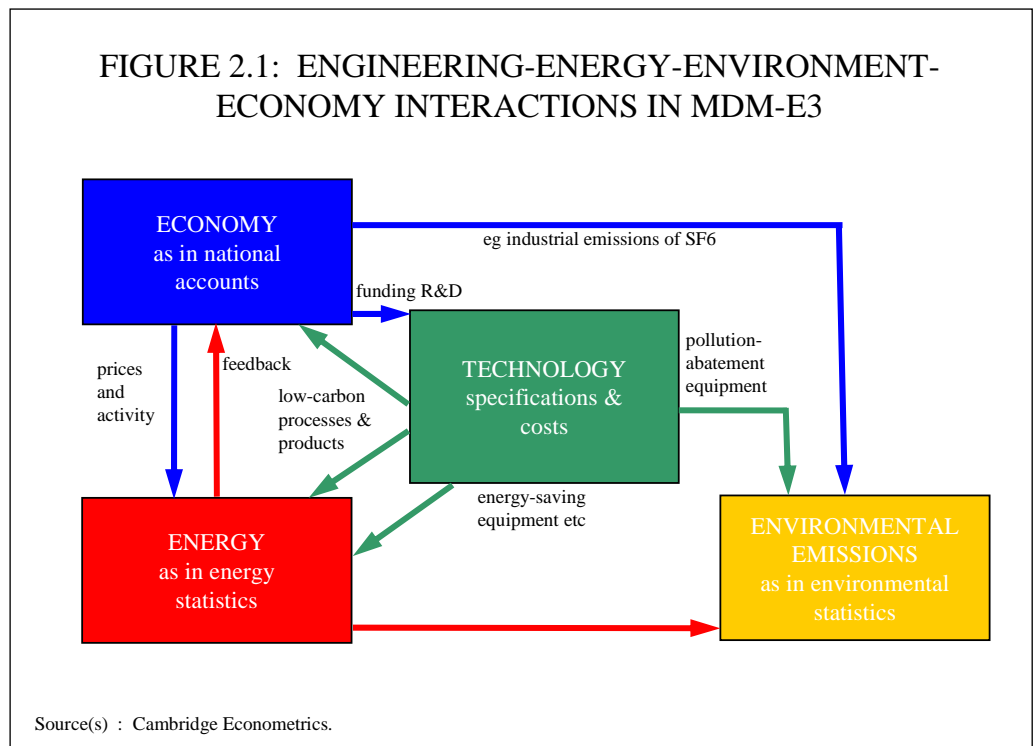 FIGURE 2.1: ENGINEERING-ENERGY-ENVIRONMENT-
ECONOMY INTERACTIONS IN MDM-E3
ECONOMY
as in national
accounts
eg industrial emissions of SF6
funding R&D
prices
and
activity
feedback
low-carbon
processes &
products
TECHNOLOGY
specifications &
costs
pollution-
abatement
equipment
energy-saving
equipment etc
ENERGY
as in energy
statistics
ENVIRONMENTAL
EMISSIONS
as in environmental
statistics
Source(s) : Cambridge Econometrics.